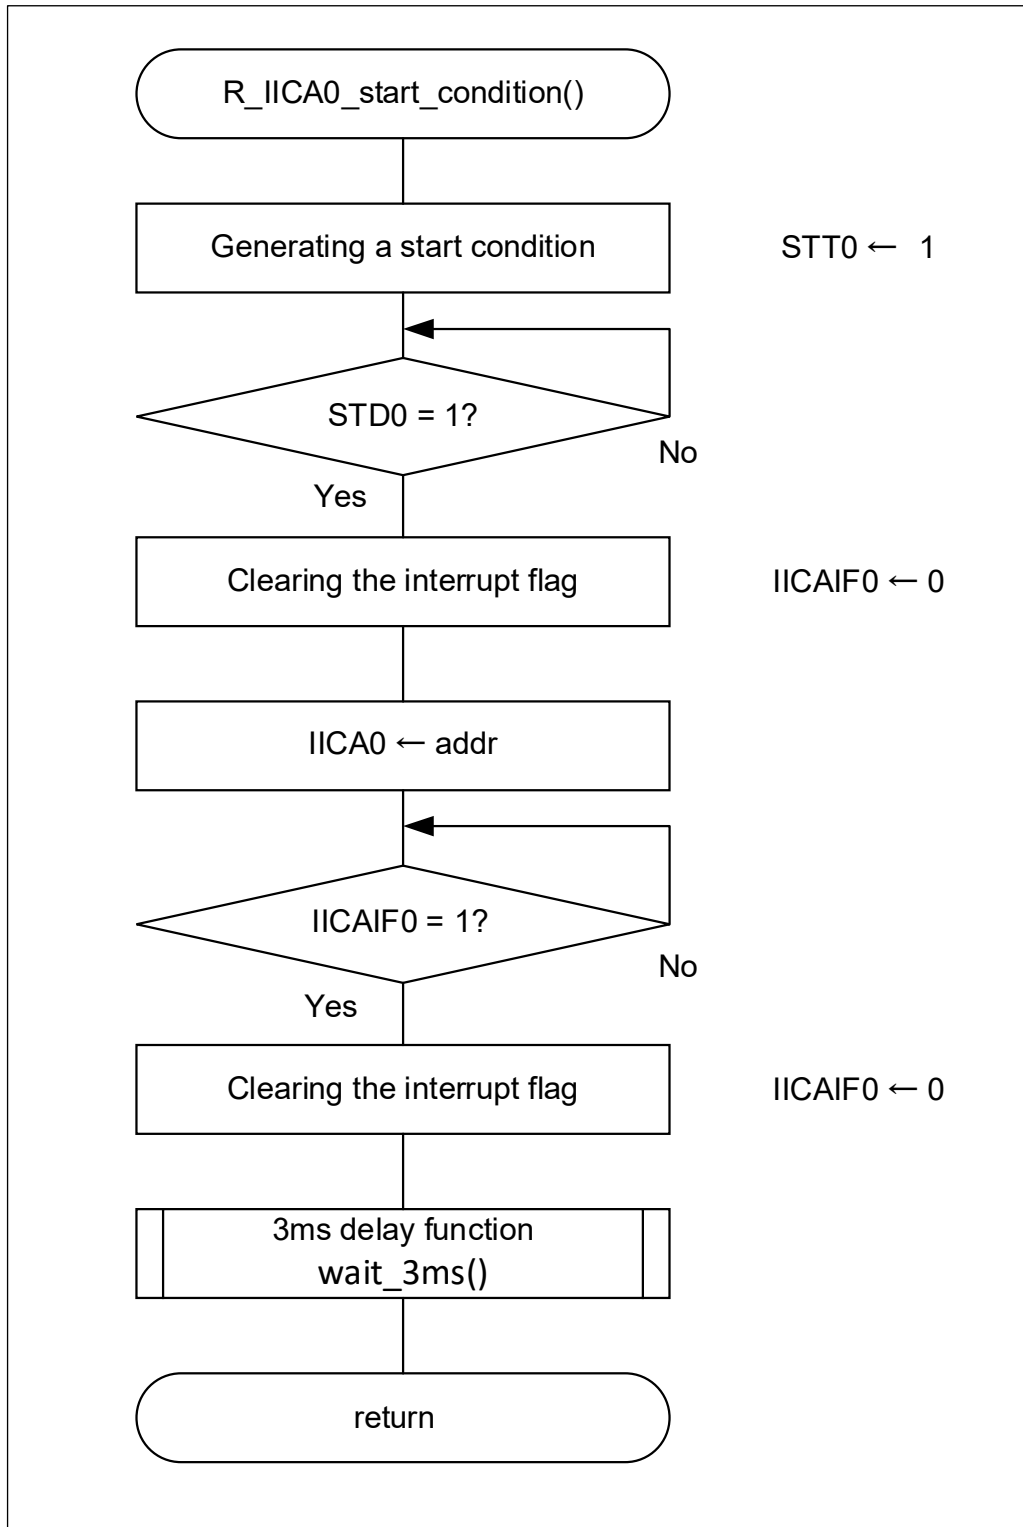 R_IICA0_start_condition()
Generating a start condition
STT0 ← 1
STD0 = 1?
No
Yes
Clearing the interrupt flag
IICAIF0 ← 0
IICA0 ← addr
IICAIF0 = 1?
No
Yes
Clearing the interrupt flag
IICAIF0 ← 0
3ms delay function
wait_3ms()
return